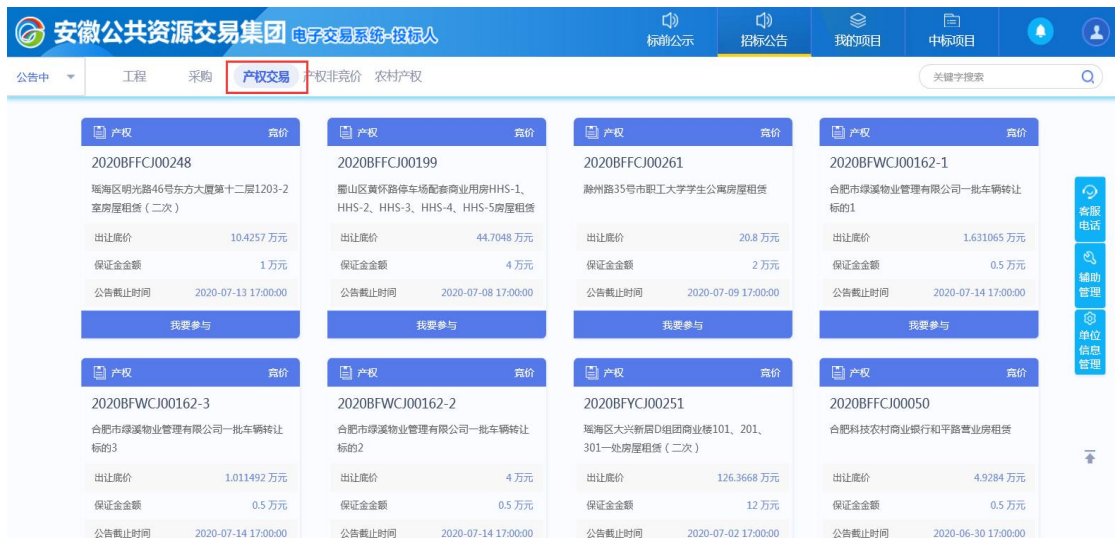 安徽公共资源交易集团 电子交易系统-投标人
标前公示 招标公告 我的项目 中标项目
公告中 工程 采购 产权交易 产权非竞价 农村产权 关键字搜索
产权 竞价 产权 竞价 产权 竞价 产权 竞价
2020BFFCJ00248 2020BFFCJ00199 2020BFFCJ00261 2020BFWCJ00162-1
瑶海区明光路46号东方大厦第十二层1203-2 蜀山区黄怀路停车场配套商业用房HHS-1、 滁州路35号市职工大学学生公寓房屋租赁 合肥市绿溪物业管理有限公司一批车辆转让
室房屋租赁（二次） HHS-2、HHS-3、HHS-4、HHS-5房屋租赁 标的1
出让底价 10.4257 万元 出让底价 44.7048 万元 出让底价 20.8 万元 出让底价 1.631065 万元
保证金金额 1 万元 保证金金额 4 万元 保证金金额 2 万元 保证金金额 0.5 万元
公告截止时间 2020-07-13 17:00:00 公告截止时间 2020-07-08 17:00:00 公告截止时间 2020-07-09 17:00:00 公告截止时间 2020-07-14 17:00:00
我要参与 我要参与 我要参与 我要参与
产权 竞价 产权 竞价 产权 竞价 产权 竞价
2020BFWCJ00162-3 2020BFWCJ00162-2 2020BFYCJ00251 2020BFFCJ00050
合肥市绿溪物业管理有限公司一批车辆转让 合肥市绿溪物业管理有限公司一批车辆转让 瑶海区大兴新居D组团商业楼101、201、 合肥科技农村商业银行和平路营业房租赁
标的3 标的2 301一处房屋租赁（二次）
出让底价 1.011492 万元 出让底价 4 万元 出让底价 126.3668 万元 出让底价 4.9284 万元
保证金金额 0.5 万元 保证金金额 0.5 万元 保证金金额 12 万元 保证金金额 0.5 万元
公告截止时间 2020-07-14 17:00:00 公告截止时间 2020-07-14 17:00:00 公告截止时间 2020-07-02 17:00:00 公告截止时间 2020-06-30 17:00:00
客服
电话
辅助
管理
单位
信息
管理